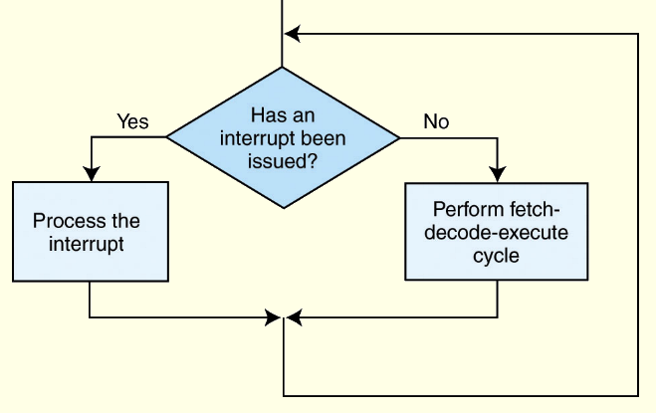 Has an
interrupt been
issued?
Yes
No
Process the
interrupt
Perform fetch-
decode-execute
cycle